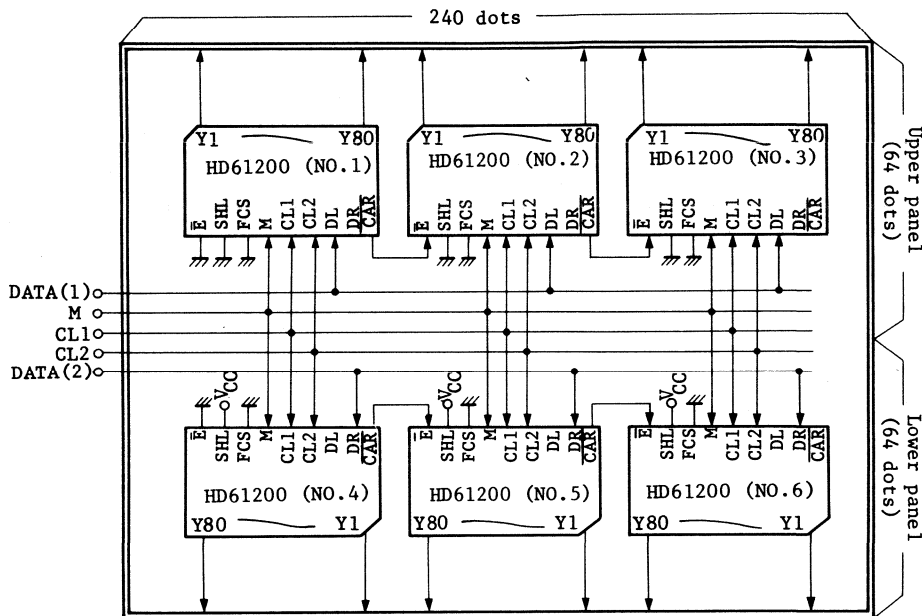 240 dots
Y1 Y80 Y1 Y80 Y1 Y80
HD61200 (NO.1) HD61200 (NO.2) HD61200 (NO.3)
E SHL FCS M CL1 CL2 DL DR CAR E SHL FCS M CL1 CL2 DL DR CAR E SHL FCS M CL1 CL2 DL DR CAR
Upper panel
(64 dots)
DATA(1)
M
CL1
CL2
DATA(2)
VCC VCC VCC
E SHL FCS M CL1 CL2 DL DR CAR E SHL FCS M CL1 CL2 DL DR CAR E SHL FCS M CL1 CL2 DL DR CAR
HD61200 (NO.4) HD61200 (NO.5) HD61200 (NO.6)
Y80 Y1 Y80 Y1 Y80 Y1
Lower panel
(64 dots)